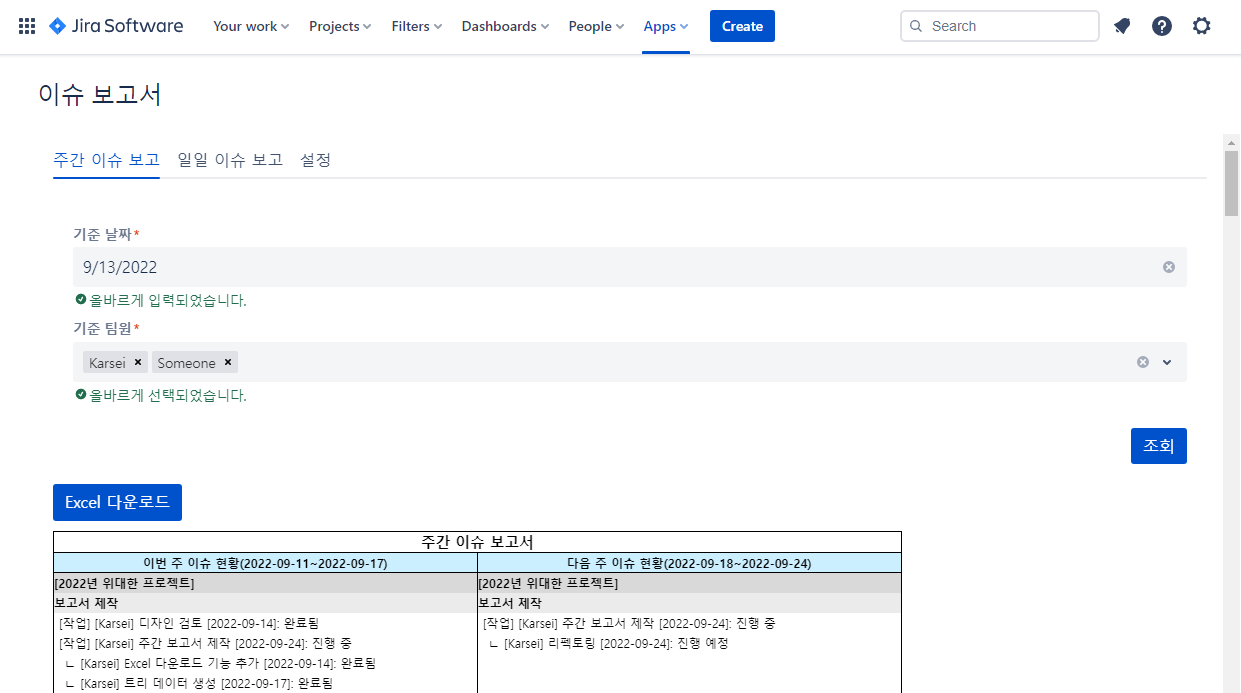 Jira Software Your work Projects Filters Dashboards People Apps Create Search
이슈 보고서
주간 이슈 보고 일일 이슈 보고 설정
기준 날짜*
9/13/2022
올바르게 입력되었습니다.
기준 팀원*
Karsei × Someone ×
올바르게 선택되었습니다.
조회
Excel 다운로드
주간 이슈 보고서
이번 주 이슈 현황(2022-09-11~2022-09-17) 다음 주 이슈 현황(2022-09-18~2022-09-24)
[2022년 위대한 프로젝트] [2022년 위대한 프로젝트]
보고서 제작 보고서 제작
[작업] [Karsei] 디자인 검토 [2022-09-14]: 완료됨 [작업] [Karsei] 주간 보고서 제작 [2022-09-24]: 진행 중
[작업] [Karsei] 주간 보고서 제작 [2022-09-24]: 진행 중 ㄴ [Karsei] 리펙토링 [2022-09-24]: 진행 예정
ㄴ [Karsei] Excel 다운로드 기능 추가 [2022-09-14]: 완료됨
ㄴ [Karsei] 트리 데이터 생성 [2022-09-17]: 완료됨